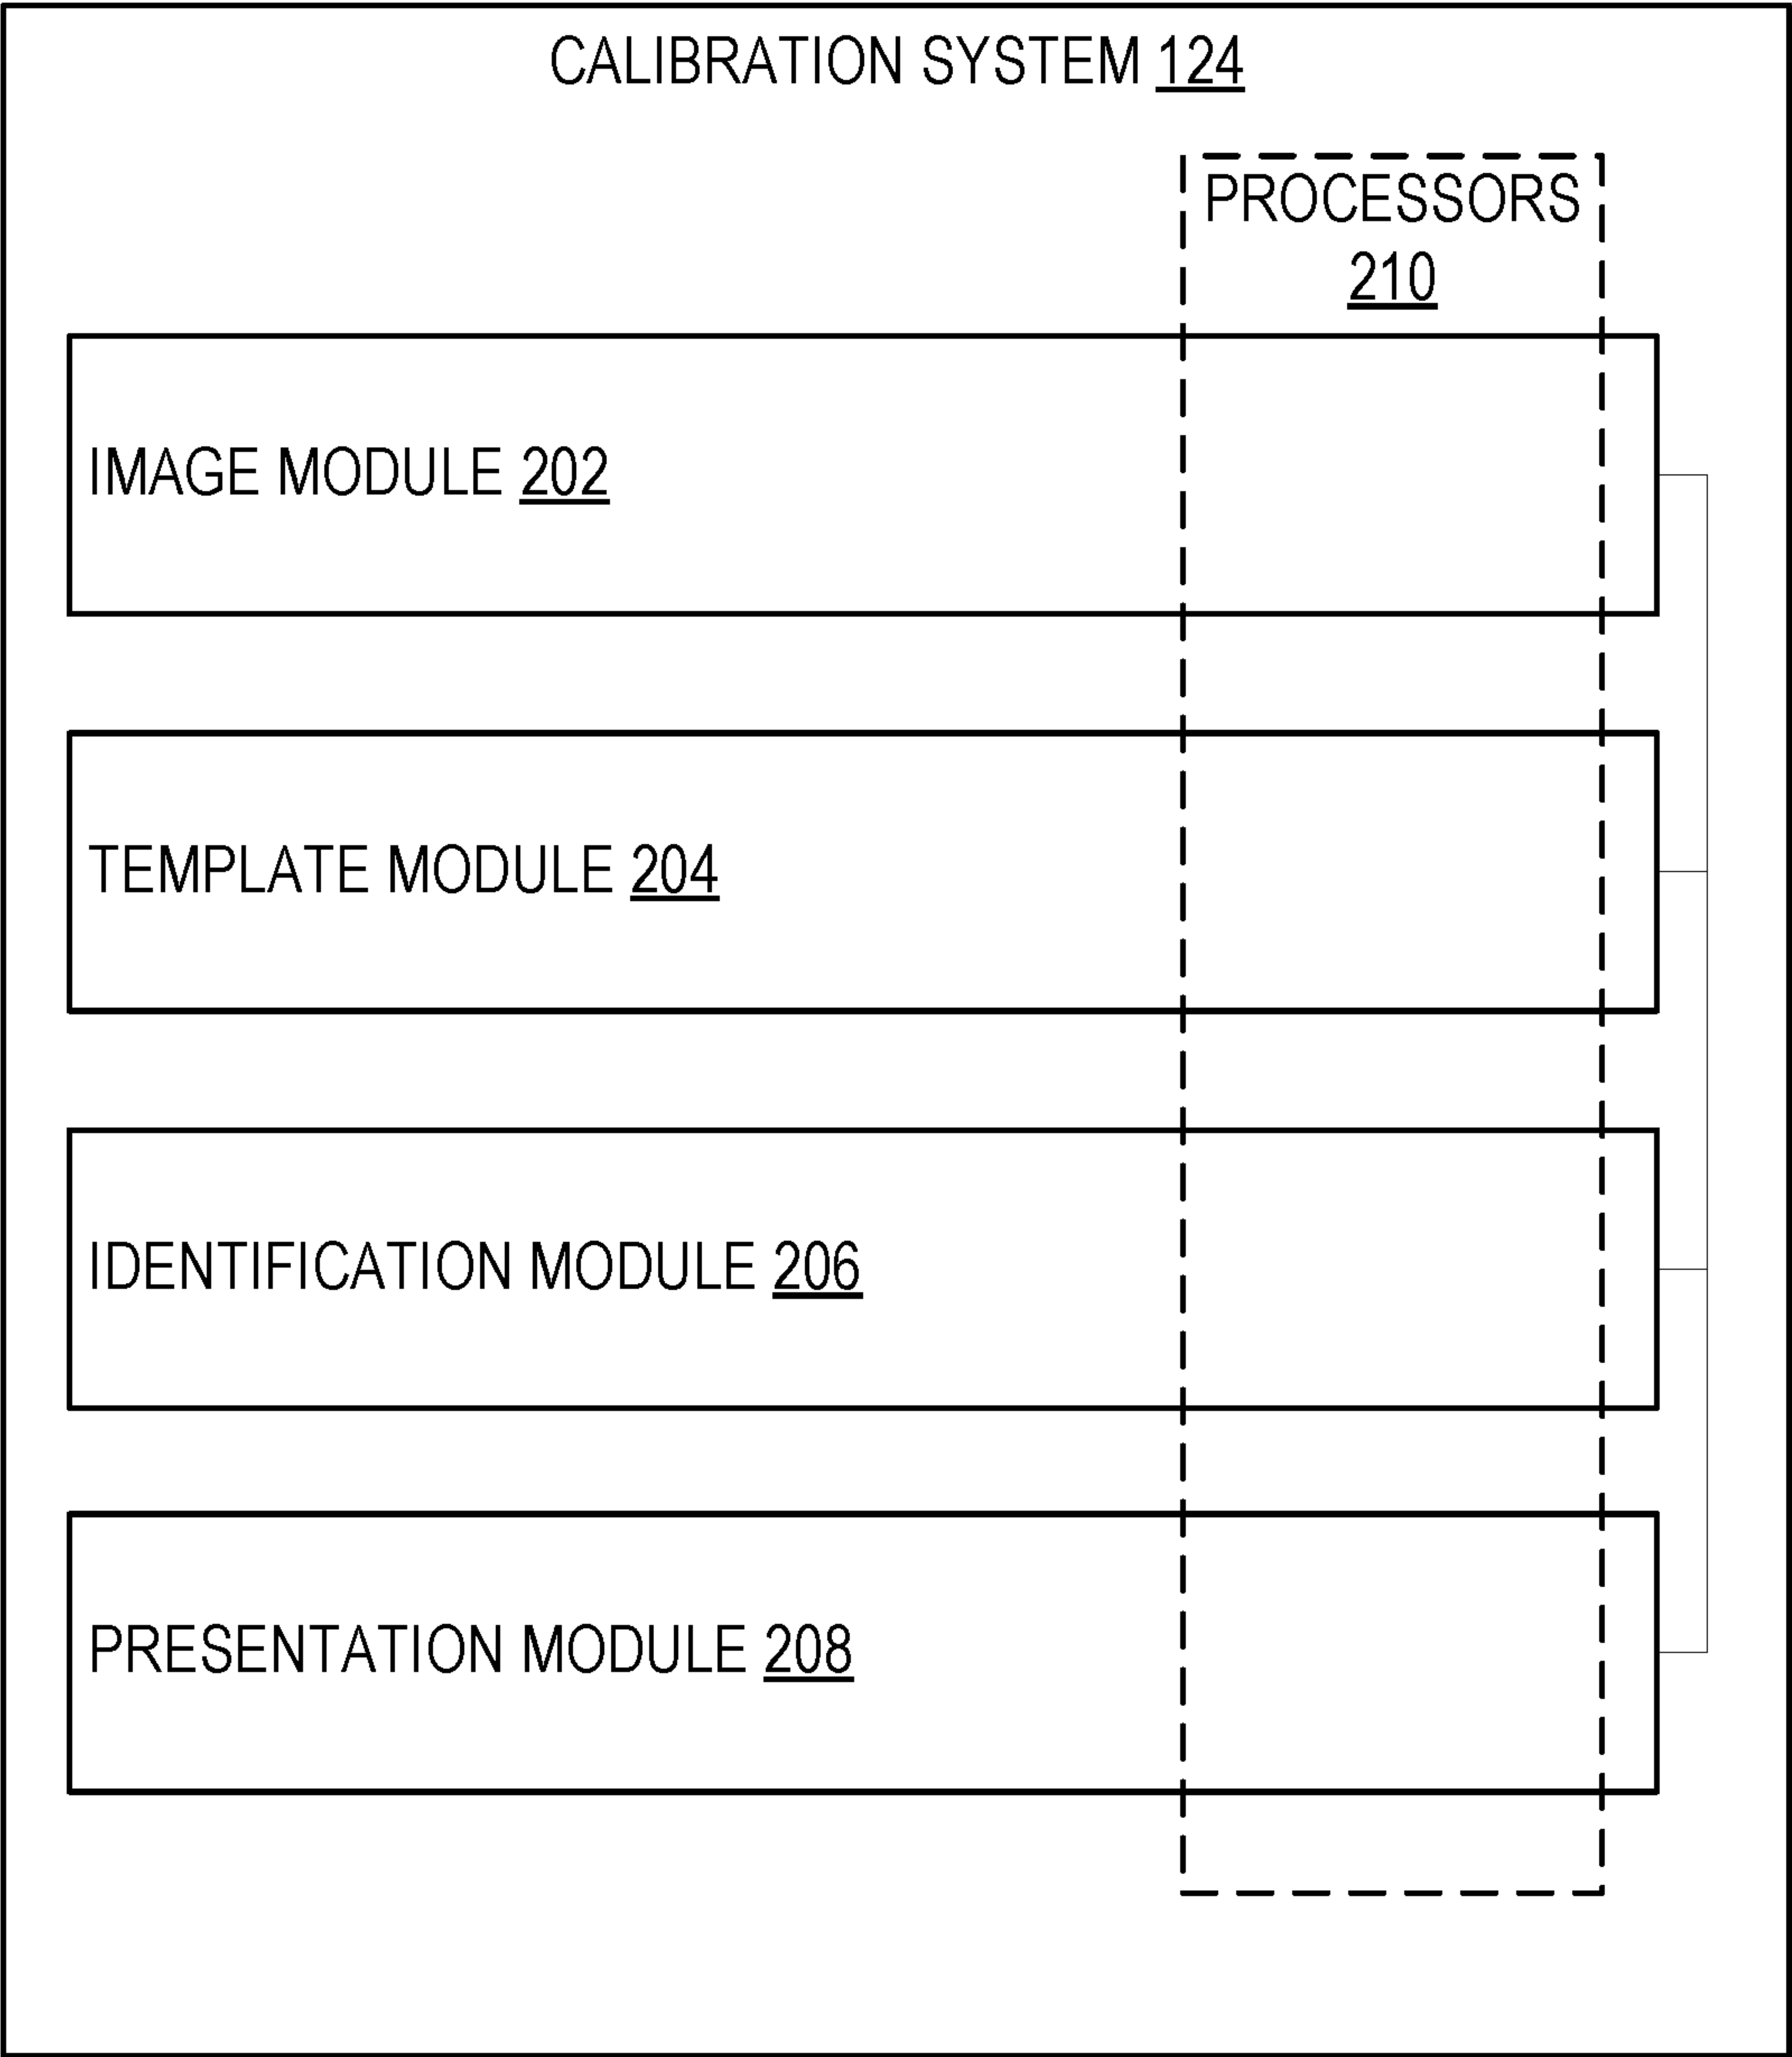 CALIBRATION SYSTEM 124
PROCESSORS
210
IMAGE MODULE 202
TEMPLATE MODULE 204
IDENTIFICATION MODULE 206
PRESENTATION MODULE 208